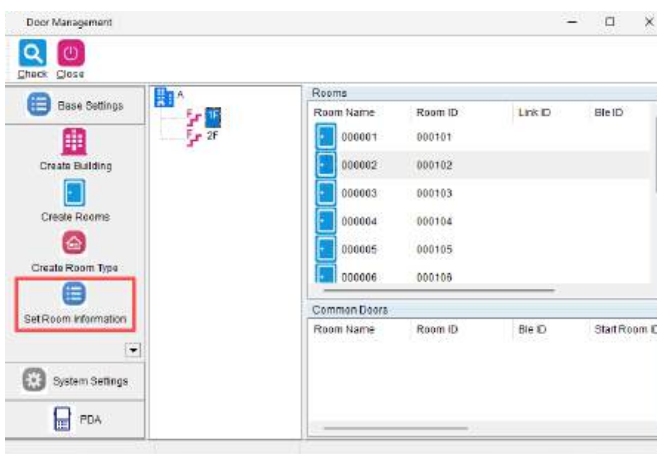 Door Management
Check Close
Base Settings
Create Building
Create Rooms
Create Room Type
Set Room Information
System Settings
PDA
A
1F
2F
Rooms
Room Name Room ID Link ID Ble ID
000001 000101
000002 000102
000003 000103
000004 000104
000005 000105
000006 000106
Common Doors
Room Name Room ID Ble ID Start Room ID